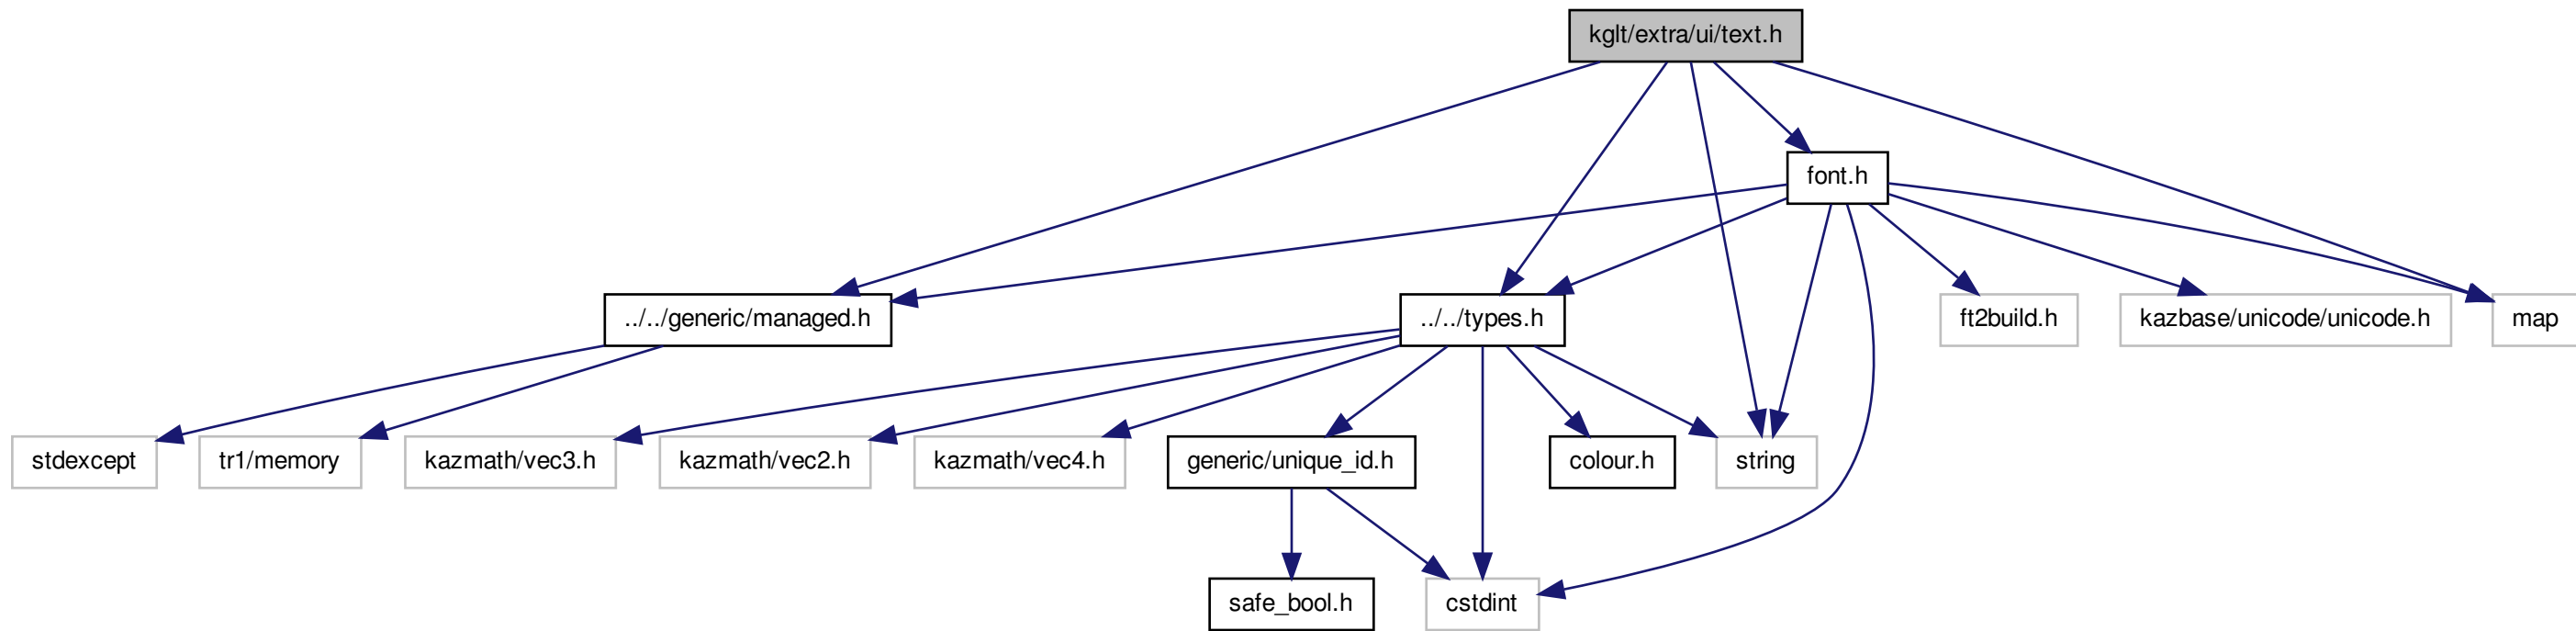 kglt/extra/ui/text.h
font.h
../../generic/managed.h
../../types.h
ft2build.h
kazbase/unicode/unicode.h
map
stdexcept
tr1/memory
kazmath/vec3.h
kazmath/vec2.h
kazmath/vec4.h
generic/unique_id.h
colour.h
string
safe_bool.h
cstdint